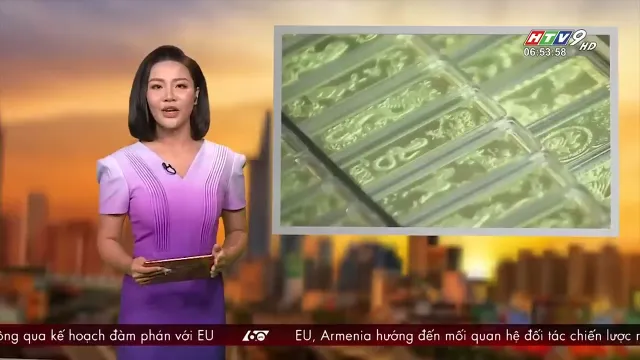 HTV9 HD
06:53:58
ông qua kế hoạch đàm phán với EU 60 EU, Armenia hướng đến mối quan hệ đối tác chiến lược